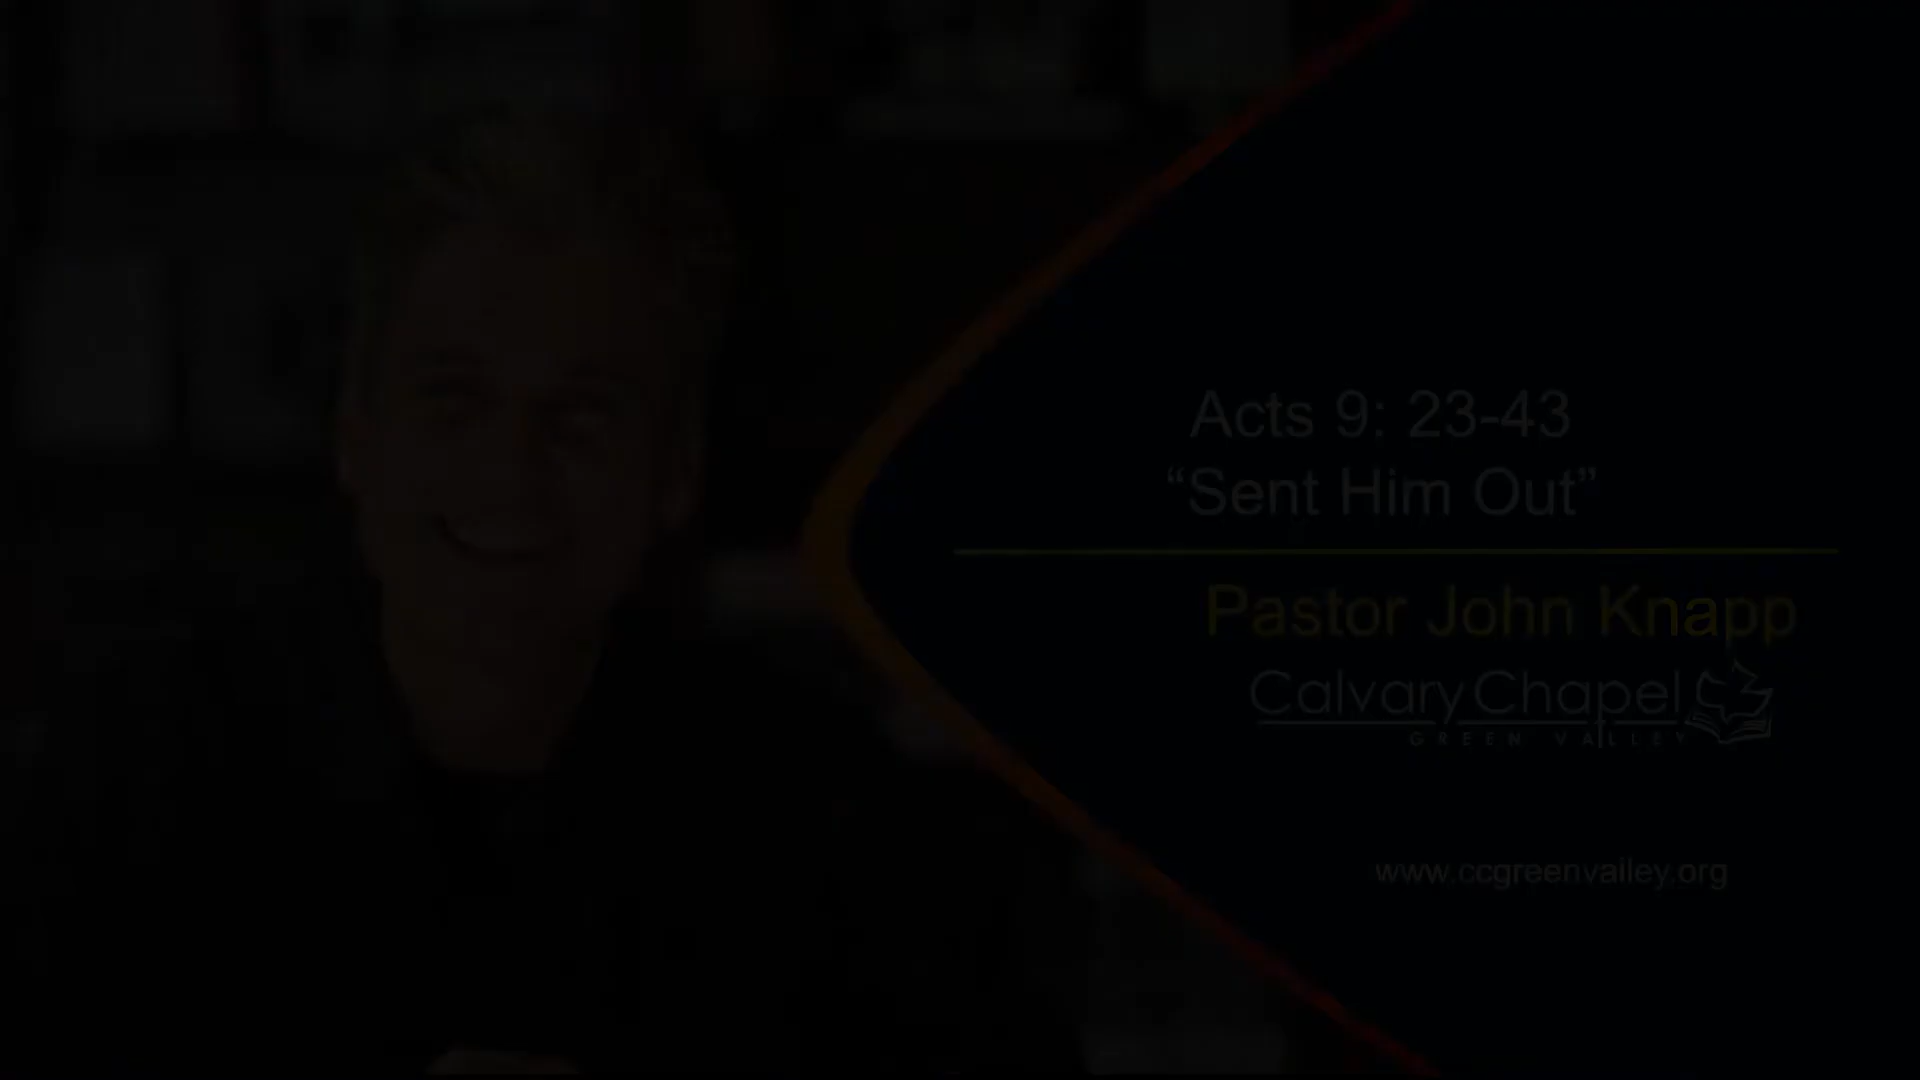 Acts 9: 23-43
“Sent Him Out”
Pastor John Knapp
Calvary Chapel
GREEN VALLEY
www.ccgreenvalley.org